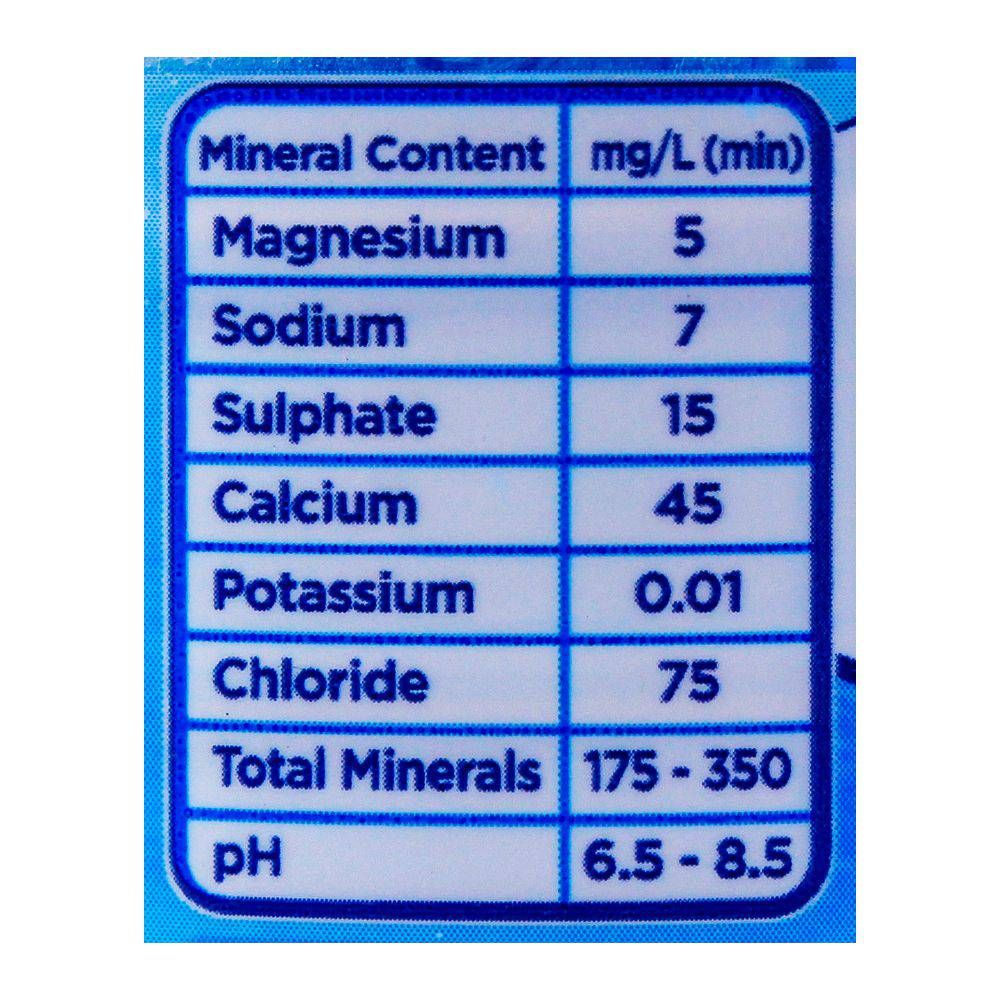 Mineral Content mg/L (min)
Magnesium 5
Sodium 7
Sulphate 15
Calcium 45
Potassium 0.01
Chloride 75
Total Minerals 175 - 350
pH 6.5 - 8.5